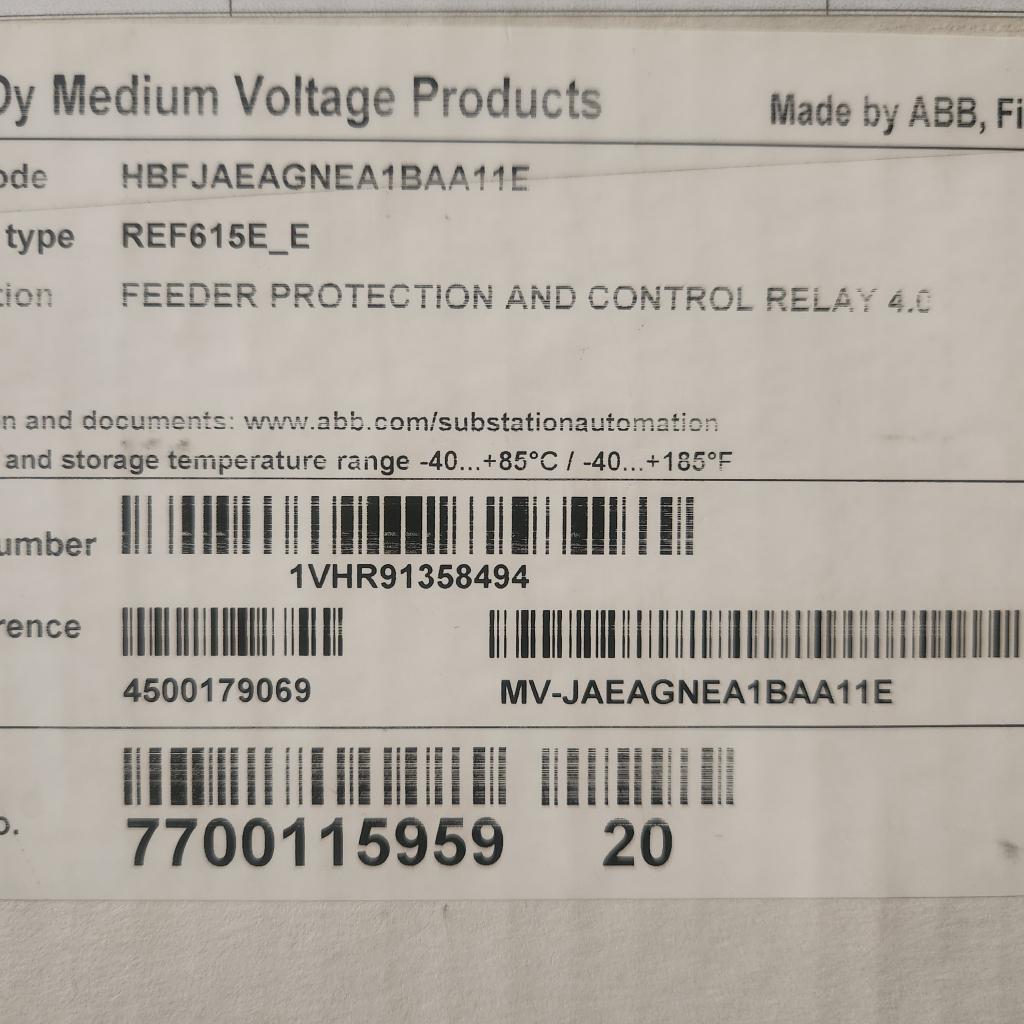 Oy Medium Voltage Products
Made by ABB, Fi
ode HBFJAEAGNEA1BAA11E
type REF615E_E
tion FEEDER PROTECTION AND CONTROL RELAY 4.0
n and documents: www.abb.com/substationautomation
and storage temperature range -40...+85°C / -40...+185°F
umber
1VHR91358494
rence
4500179069 MV-JAEAGNEA1BAA11E
o.
7700115959 20